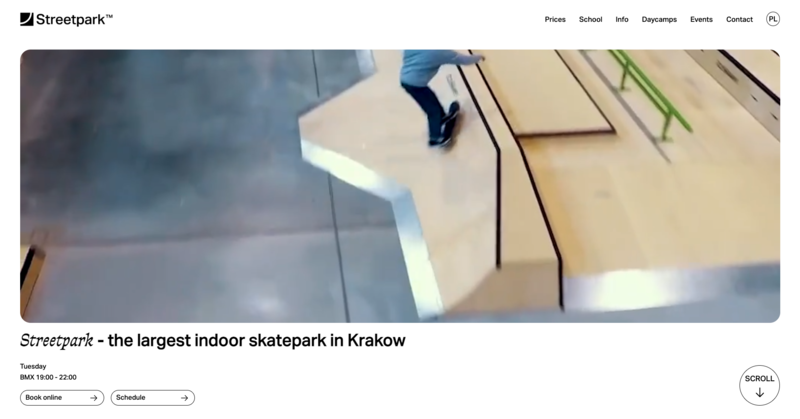 Streetpark™
Prices School Info Daycamps Events Contact PL
Streetpark - the largest indoor skatepark in Krakow
Tuesday
BMX 19:00 - 22:00
Book online → Schedule →
SCROLL ↓